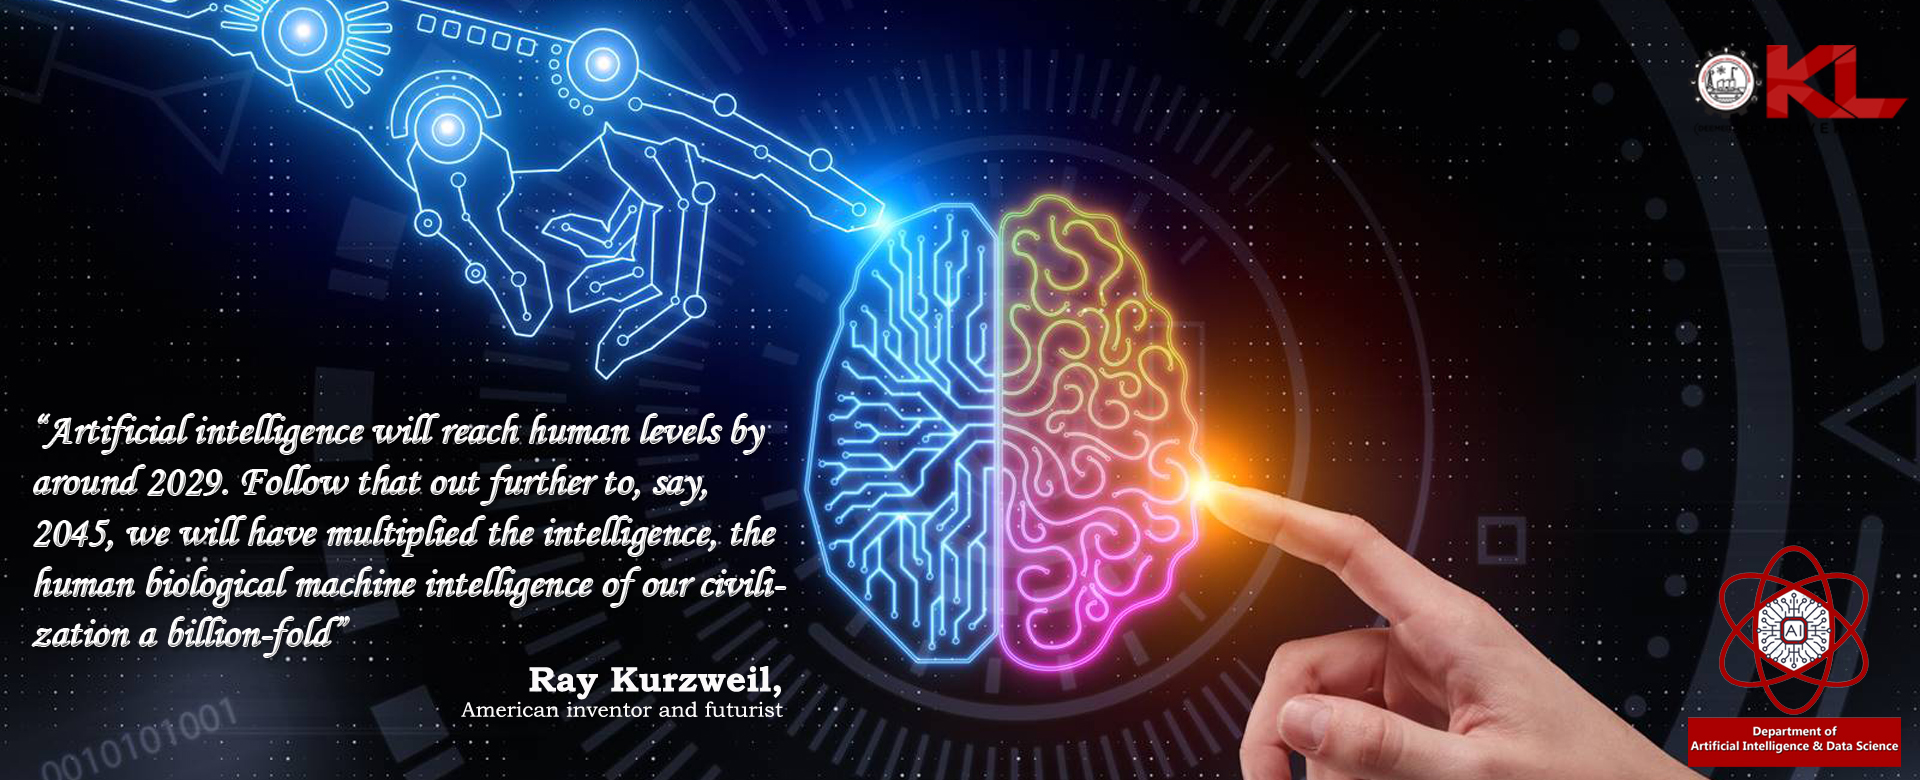 KL
“Artificial intelligence will reach human levels by
around 2029. Follow that out further to, say,
2045, we will have multiplied the intelligence, the
human biological machine intelligence of our civili-
zation a billion-fold”
Ray Kurzweil,
American inventor and futurist
001010101001
AI
Department of
Artificial Intelligence & Data Science